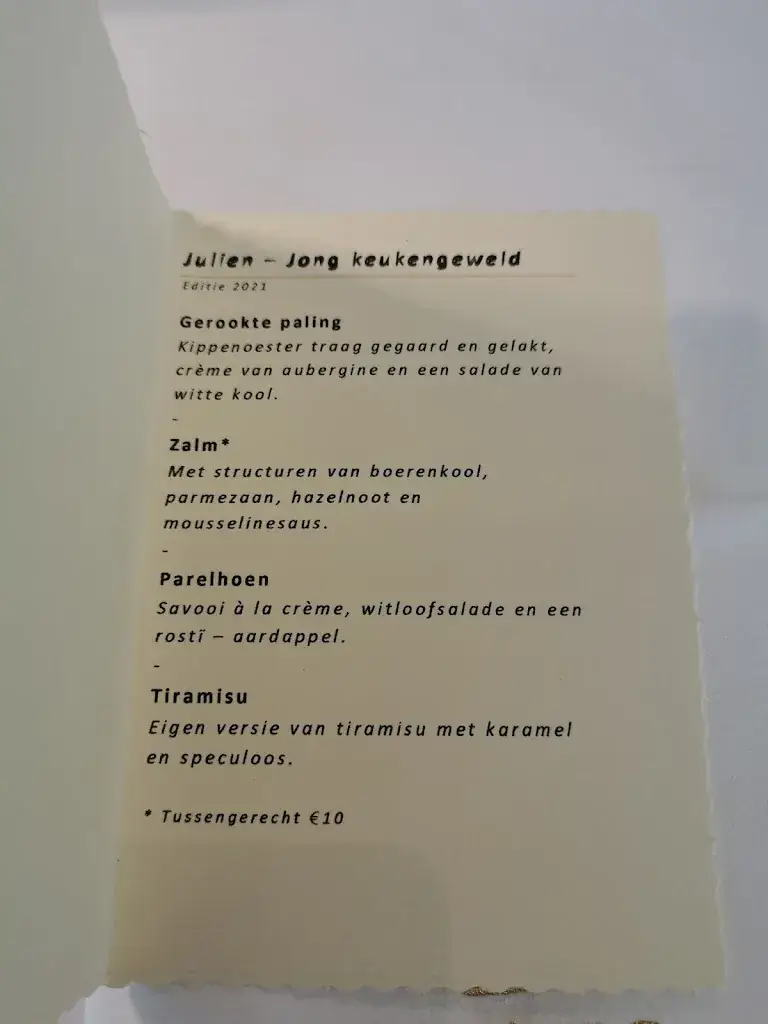 Julien – Jong keukengeweld
Editie 2021
Gerookte paling
Kippenoester traag gegaard en gelakt,
crème van aubergine en een salade van
witte kool.
-
Zalm*
Met structuren van boerenkool,
parmezaan, hazelnoot en
mousselinesaus.
-
Parelhoen
Savooi à la crème, witloofsalade en een
rostï – aardappel.
-
Tiramisu
Eigen versie van tiramisu met karamel
en speculoos.
* Tussengerecht €10